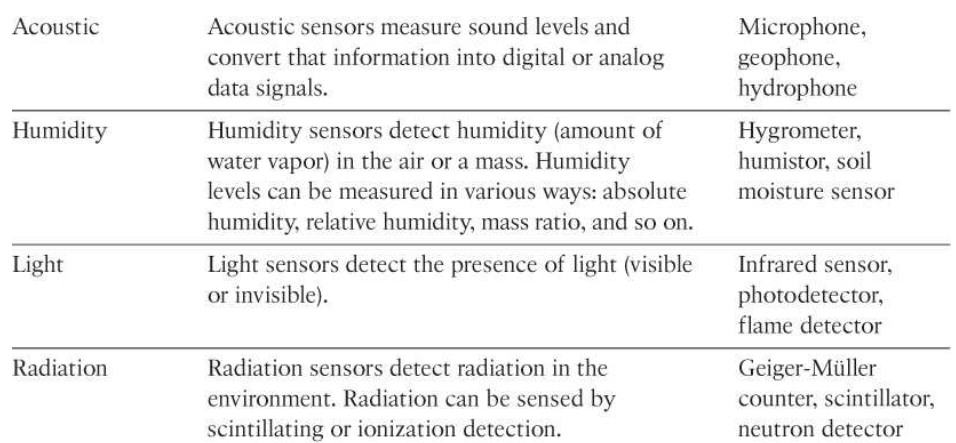 Acoustic
Acoustic sensors measure sound levels and
convert that information into digital or analog
data signals.
Microphone,
geophone,
hydrophone
Humidity
Humidity sensors detect humidity (amount of
water vapor) in the air or a mass. Humidity
levels can be measured in various ways: absolute
humidity, relative humidity, mass ratio, and so on.
Hygrometer,
humistor, soil
moisture sensor
Light
Light sensors detect the presence of light (visible
or invisible).
Infrared sensor,
photodetector,
flame detector
Radiation
Radiation sensors detect radiation in the
environment. Radiation can be sensed by
scintillating or ionization detection.
Geiger-Müller
counter, scintillator,
neutron detector